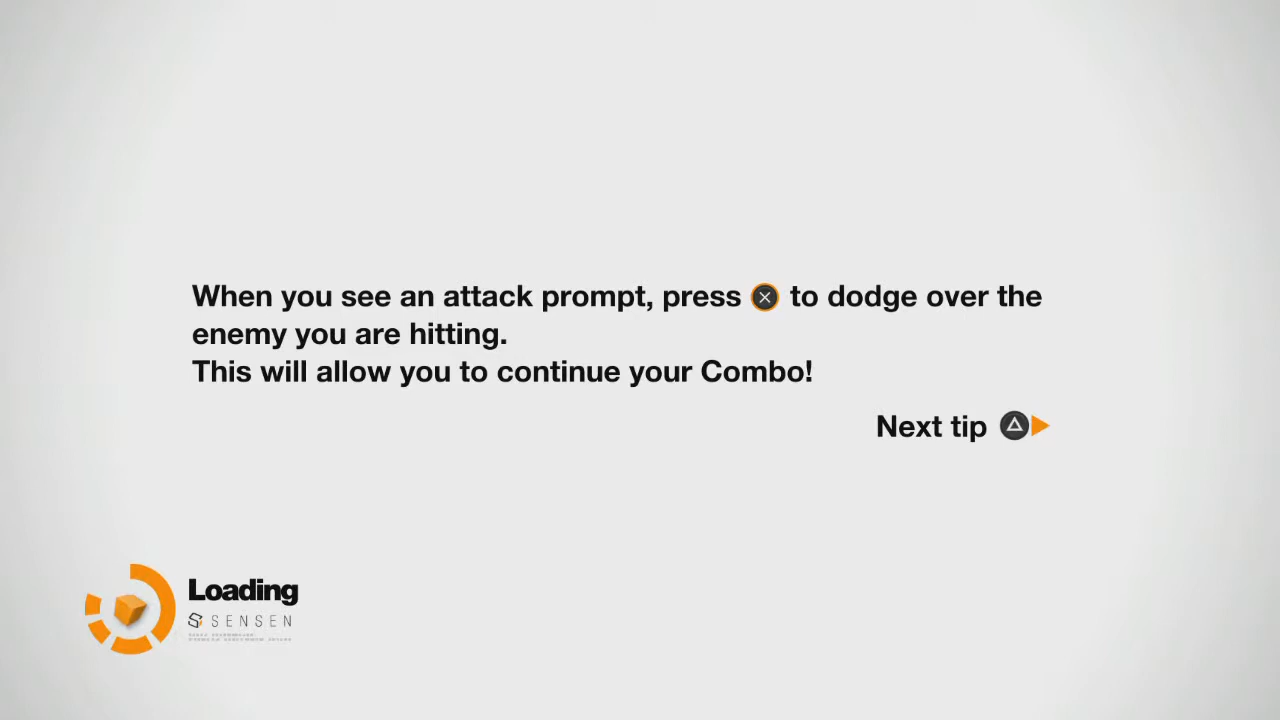 When you see an attack prompt, press to dodge over the
enemy you are hitting.
This will allow you to continue your Combo!
Next tip
Loading
SENSEN